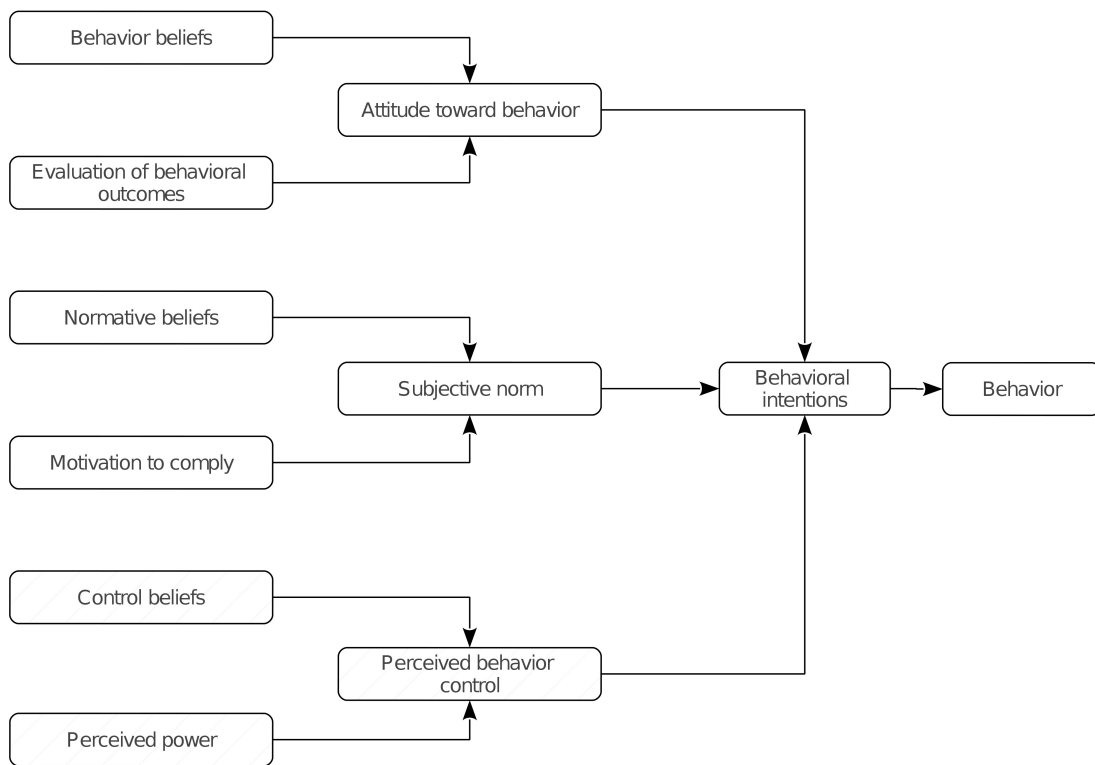 Behavior beliefs
Attitude toward behavior
Evaluation of behavioral
outcomes
Normative beliefs
Subjective norm
Behavioral
intentions
Behavior
Motivation to comply
Control beliefs
Perceived behavior
control
Perceived power